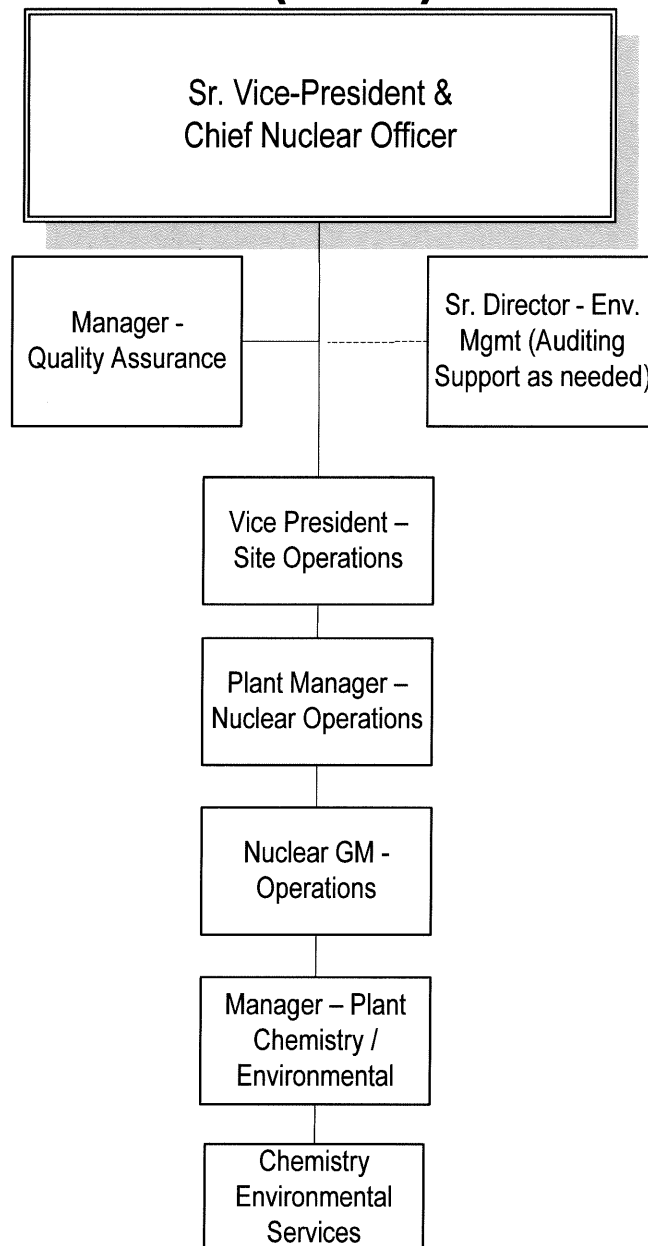 Sr. Vice-President &
Chief Nuclear Officer
Manager -
Quality Assurance
Sr. Director - Env.
Mgmt (Auditing
Support as needed)
Vice President –
Site Operations
Plant Manager –
Nuclear Operations
Nuclear GM -
Operations
Manager – Plant
Chemistry /
Environmental
Chemistry
Environmental
Services